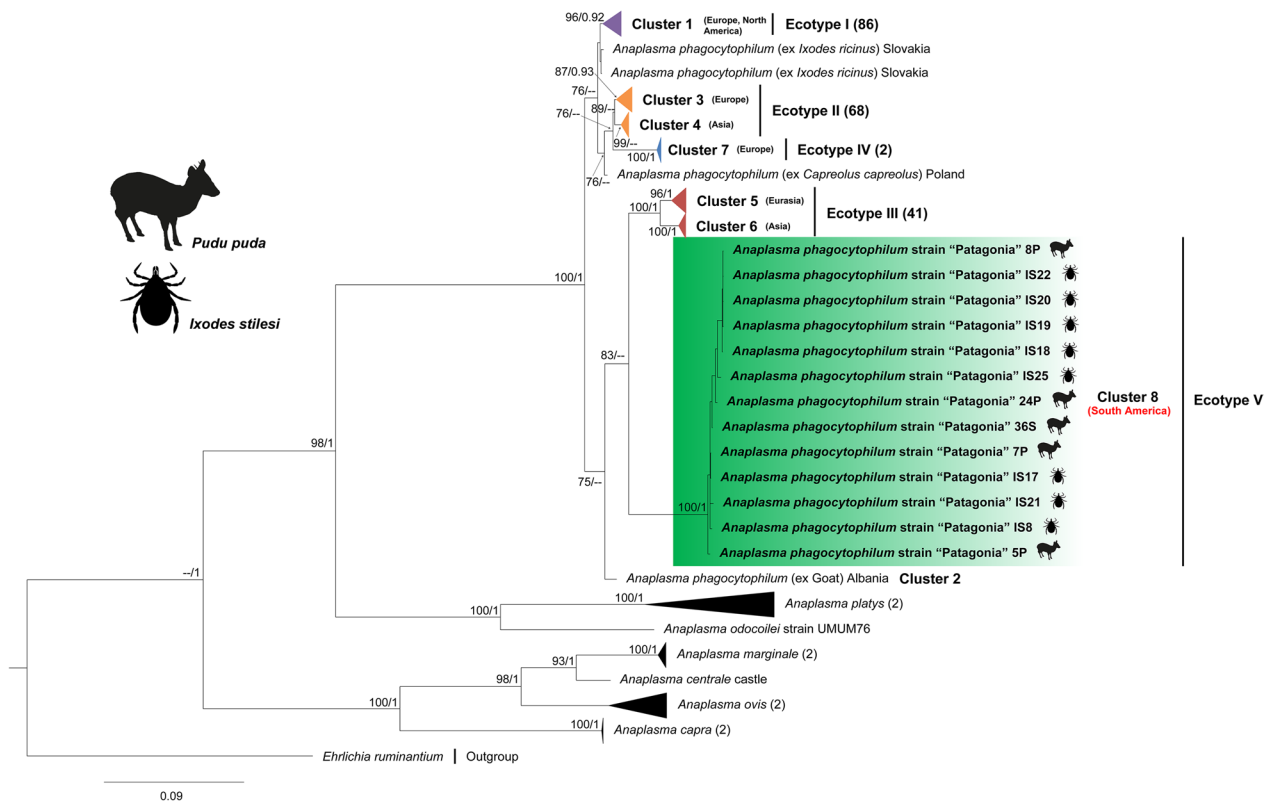 96/0.92
Cluster 1 (Europe, North America) Ecotype I (86)
Anaplasma phagocytophilum (ex Ixodes ricinus) Slovakia
87/0.93
Anaplasma phagocytophilum (ex Ixodes ricinus) Slovakia
76/--
Cluster 3 (Europe)
89/--
Ecotype II (68)
76/--
Cluster 4 (Asia)
99/--
Cluster 7 (Europe) Ecotype IV (2)
100/1
Anaplasma phagocytophilum (ex Capreolus capreolus) Poland
76/--
96/1
Cluster 5 (Eurasia)
100/1
Ecotype III (41)
Cluster 6 (Asia)
100/1
Pudu puda
Anaplasma phagocytophilum strain “Patagonia” 8P
Anaplasma phagocytophilum strain “Patagonia” IS22
100/1
Anaplasma phagocytophilum strain “Patagonia” IS20
Ixodes stilesi
Anaplasma phagocytophilum strain “Patagonia” IS19
Anaplasma phagocytophilum strain “Patagonia” IS18
83/--
Anaplasma phagocytophilum strain “Patagonia” IS25
Anaplasma phagocytophilum strain “Patagonia” 24P
Cluster 8
(South America)
Ecotype V
Anaplasma phagocytophilum strain “Patagonia” 36S
98/1
Anaplasma phagocytophilum strain “Patagonia” 7P
Anaplasma phagocytophilum strain “Patagonia” IS17
75/--
Anaplasma phagocytophilum strain “Patagonia” IS21
100/1
Anaplasma phagocytophilum strain “Patagonia” IS8
Anaplasma phagocytophilum strain “Patagonia” 5P
--/1
Anaplasma phagocytophilum (ex Goat) Albania Cluster 2
100/1
Anaplasma platys (2)
100/1
Anaplasma odocoilei strain UMUM76
100/1
Anaplasma marginale (2)
93/1
Anaplasma centrale castle
98/1
100/1
Anaplasma ovis (2)
100/1
Anaplasma capra (2)
Ehrlichia ruminantium Outgroup
0.09